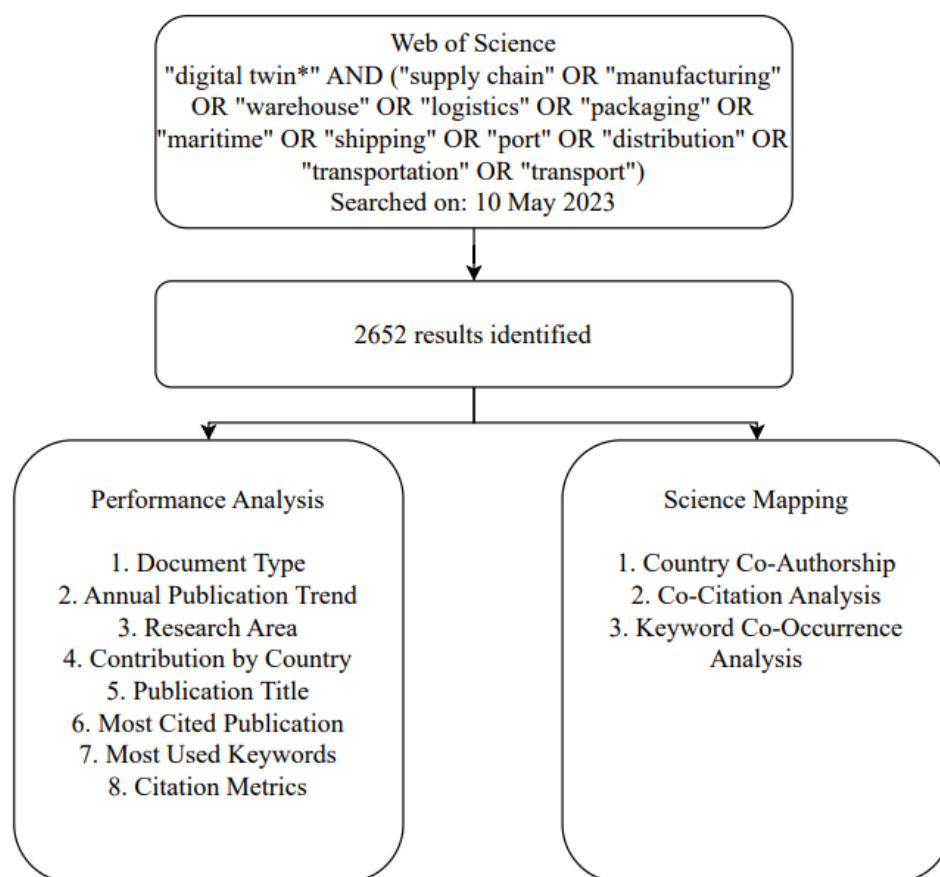 Web of Science
"digital twin*" AND ("supply chain" OR "manufacturing"
OR "warehouse" OR "logistics" OR "packaging" OR
"maritime" OR "shipping" OR "port" OR "distribution" OR
"transportation" OR "transport")
Searched on: 10 May 2023
2652 results identified
Performance Analysis
1. Document Type
2. Annual Publication Trend
3. Research Area
4. Contribution by Country
5. Publication Title
6. Most Cited Publication
7. Most Used Keywords
8. Citation Metrics
Science Mapping
1. Country Co-Authorship
2. Co-Citation Analysis
3. Keyword Co-Occurrence
Analysis